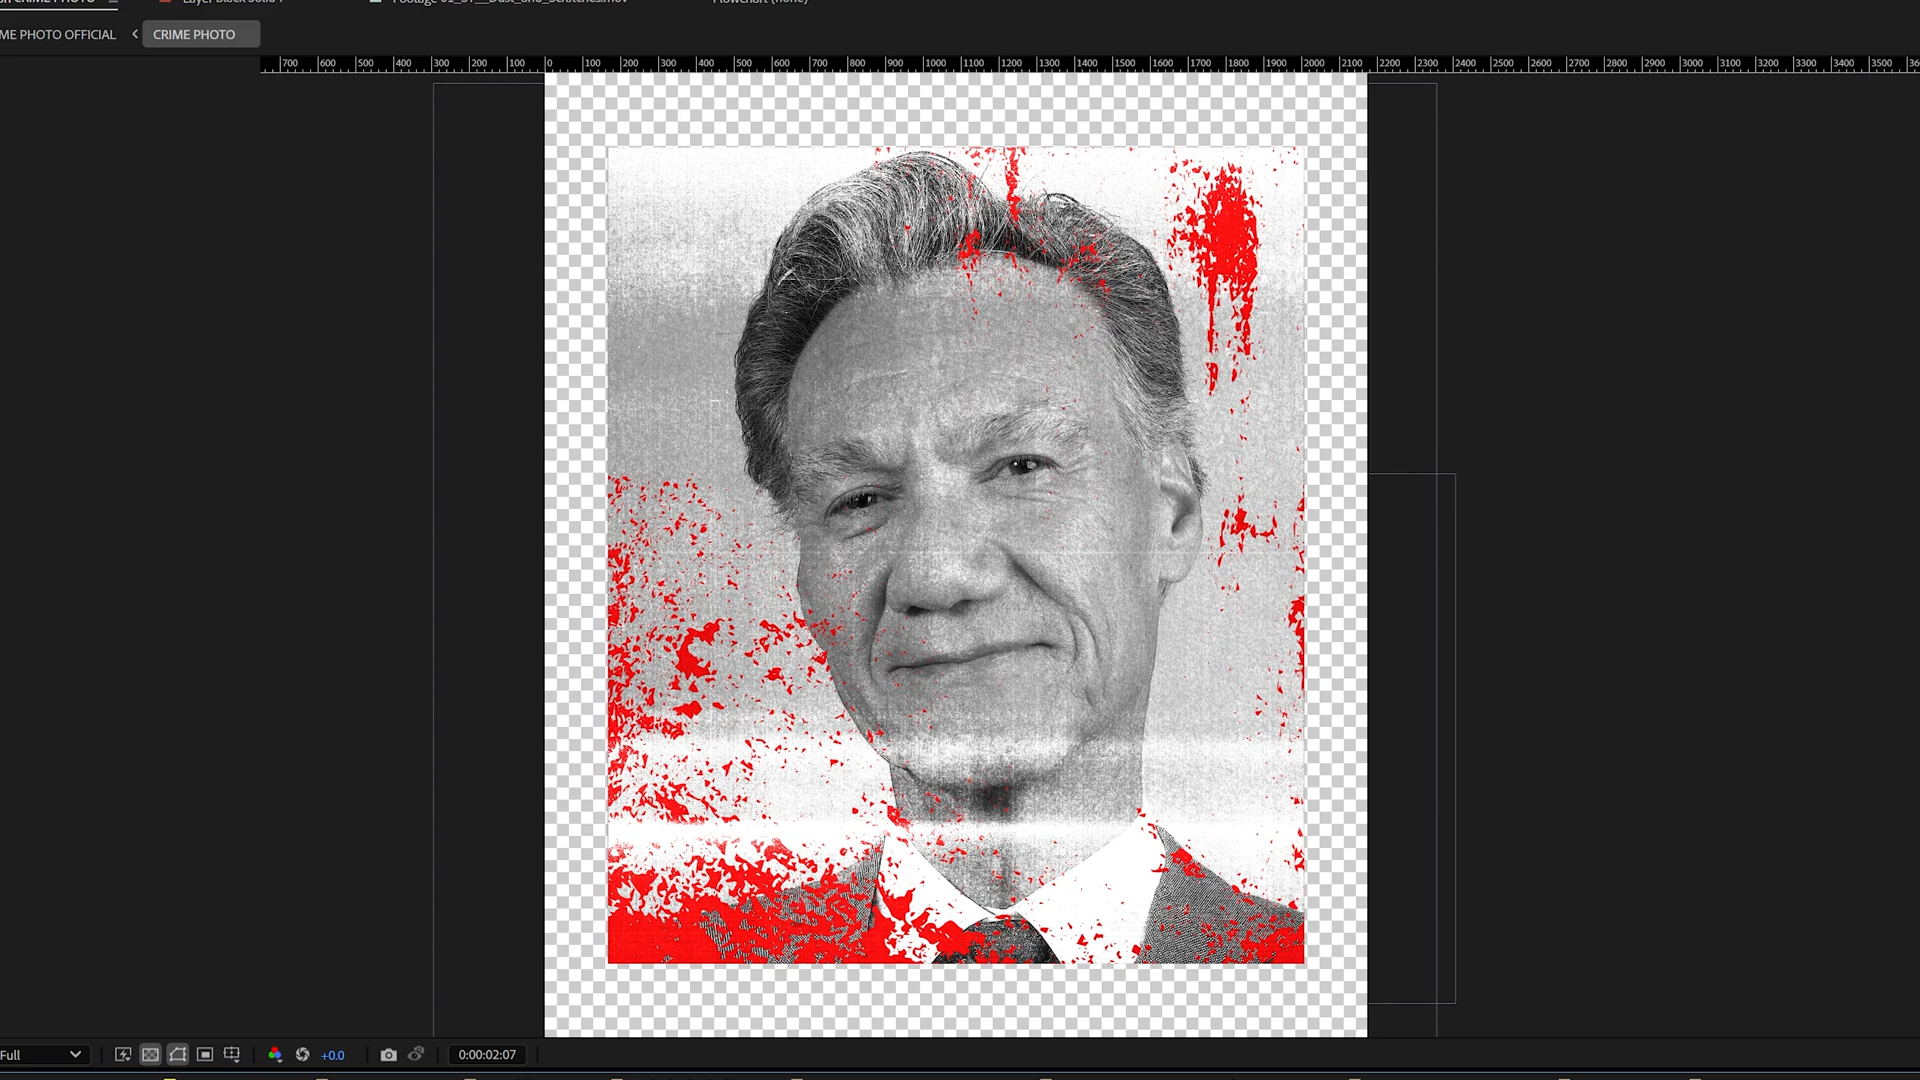 ME PHOTO OFFICIAL < CRIME PHOTO
700 600 500 400 300 200 100 0 100 200 300 400 500 600 700 800 900 1000 1100 1200 1300 1400 1500 1600 1700 1800 1900 2000 2100 2200 2300 2400 2500 2600 2700 2800 2900 3000 3100 3200 3300 3400 3500
Full +0.0 0:00:02:07